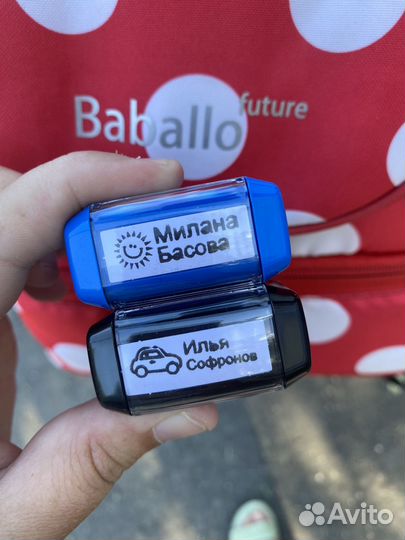 Baballo future
Милана
Басова
Илья
Софронов
Avito